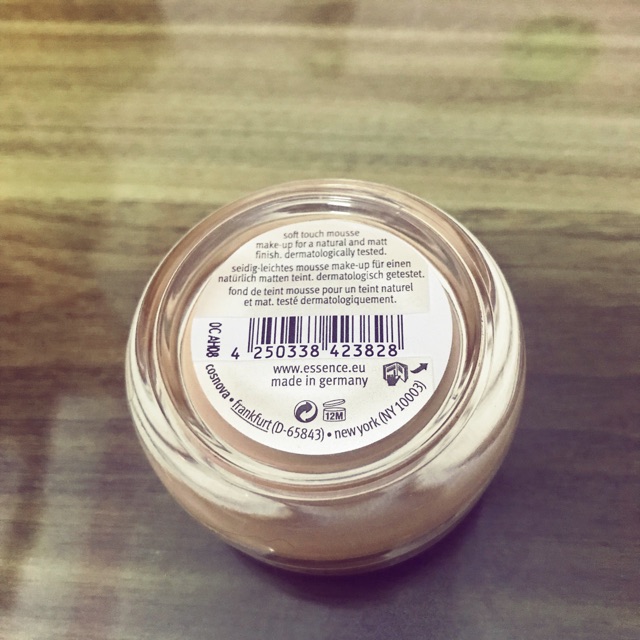 soft touch mousse
make-up for a natural and matt
finish. dermatologically tested.
seidig-leichtes mousse make-up für einen
natürlich matten teint. dermatologisch getestet.
fond de teint mousse pour un teint naturel
et mat. testé dermatologiquement.
OC AH08
4 250338 423828
www.essence.eu
made in germany
12M
cosnova • frankfurt (D-65843) • new york (NY 10003)